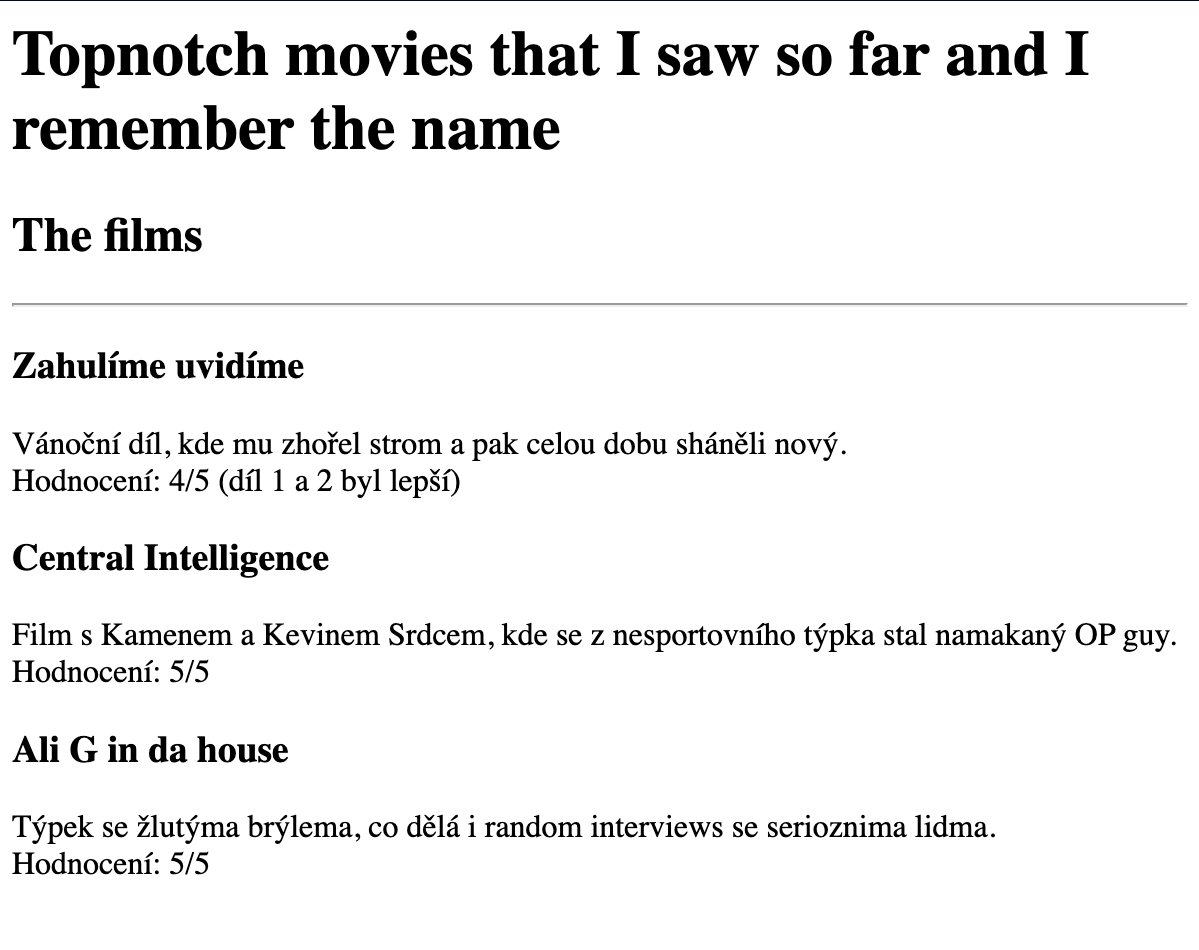 Topnotch movies that I saw so far and I
remember the name
The films
Zahulíme uvidíme
Vánoční díl, kde mu zhořel strom a pak celou dobu sháněli nový.
Hodnocení: 4/5 (díl 1 a 2 byl lepší)
Central Intelligence
Film s Kamenem a Kevinem Srdcem, kde se z nesportovního týpka stal namakaný OP guy.
Hodnocení: 5/5
Ali G in da house
Týpek se žlutýma brýlema, co dělá i random interviews se serioznima lidma.
Hodnocení: 5/5